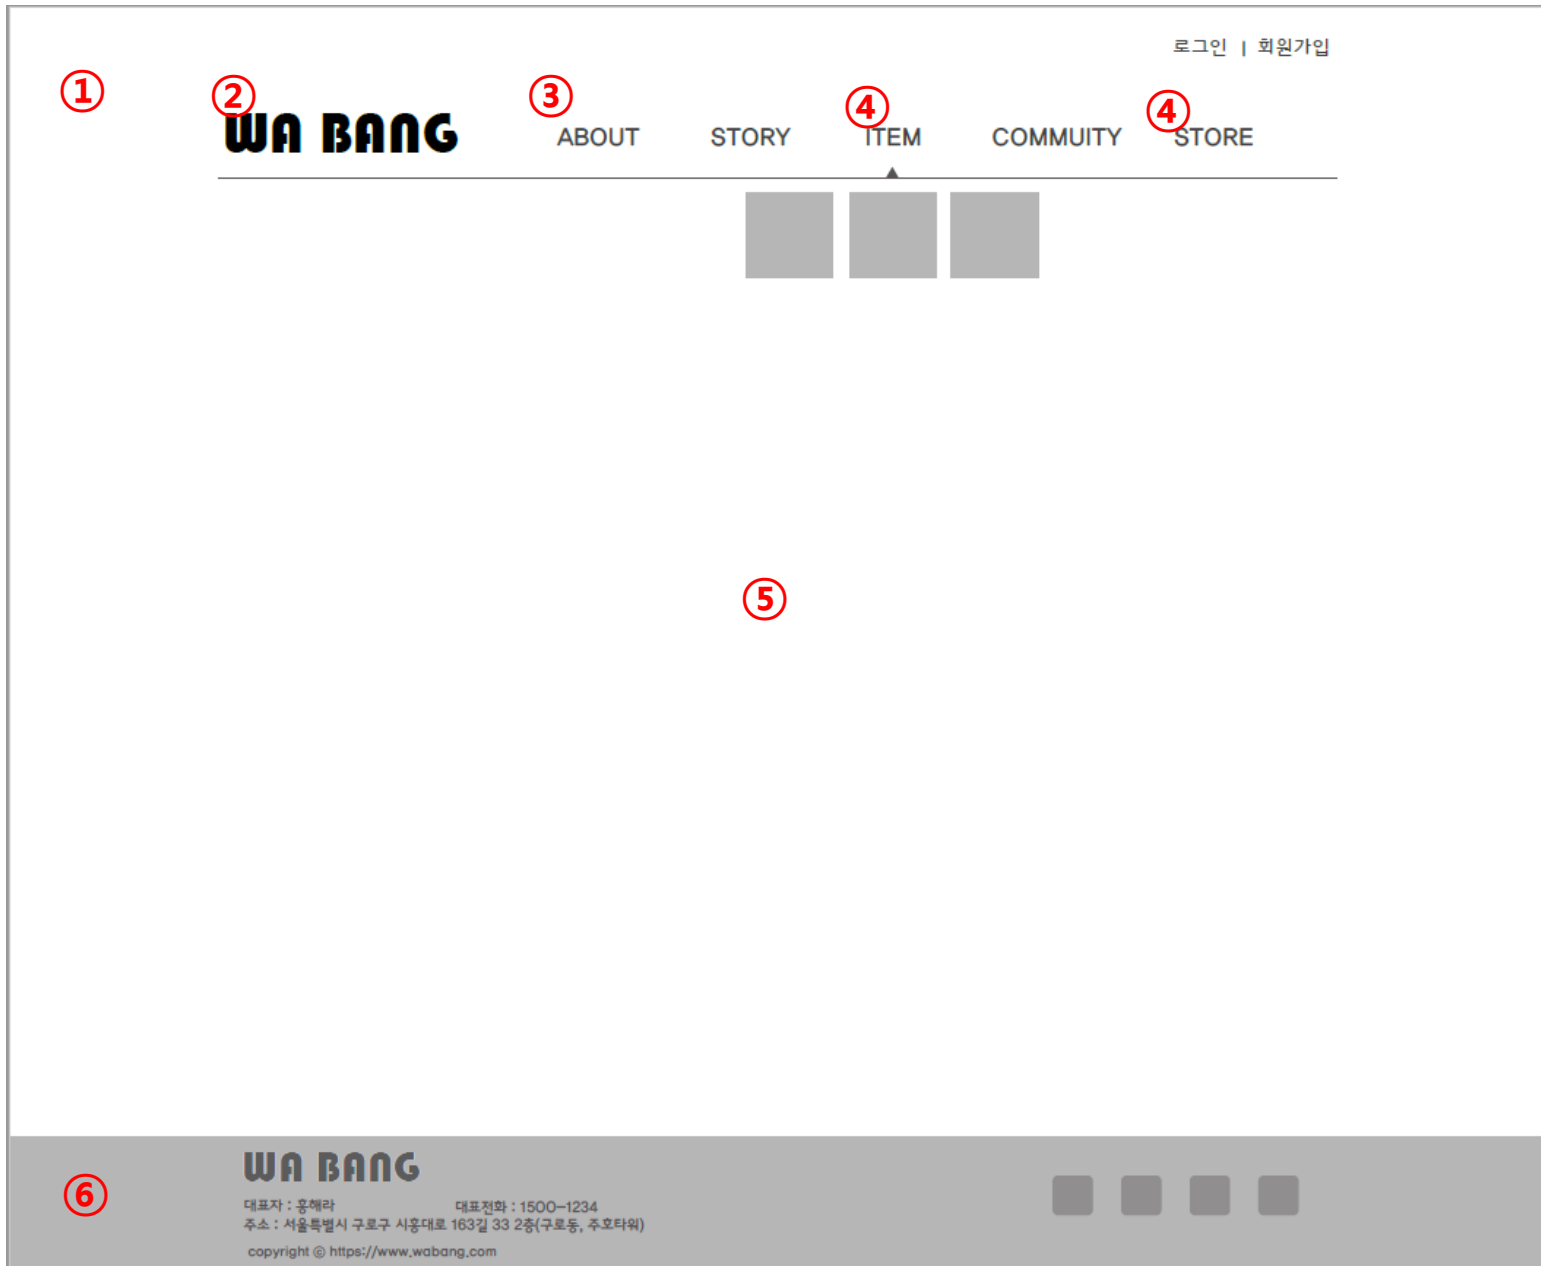 로그인 | 회원가입
① ② ③ ④ ④
WA BANG ABOUT STORY ITEM COMMUITY STORE
⑤
⑥ WA BANG
대표자 : 홍해라 대표전화 : 1500-1234
주소 : 서울특별시 구로구 시흥대로 163길 33 2층(구로동, 주호타워)
copyright ⓒ https://www.wabang.com